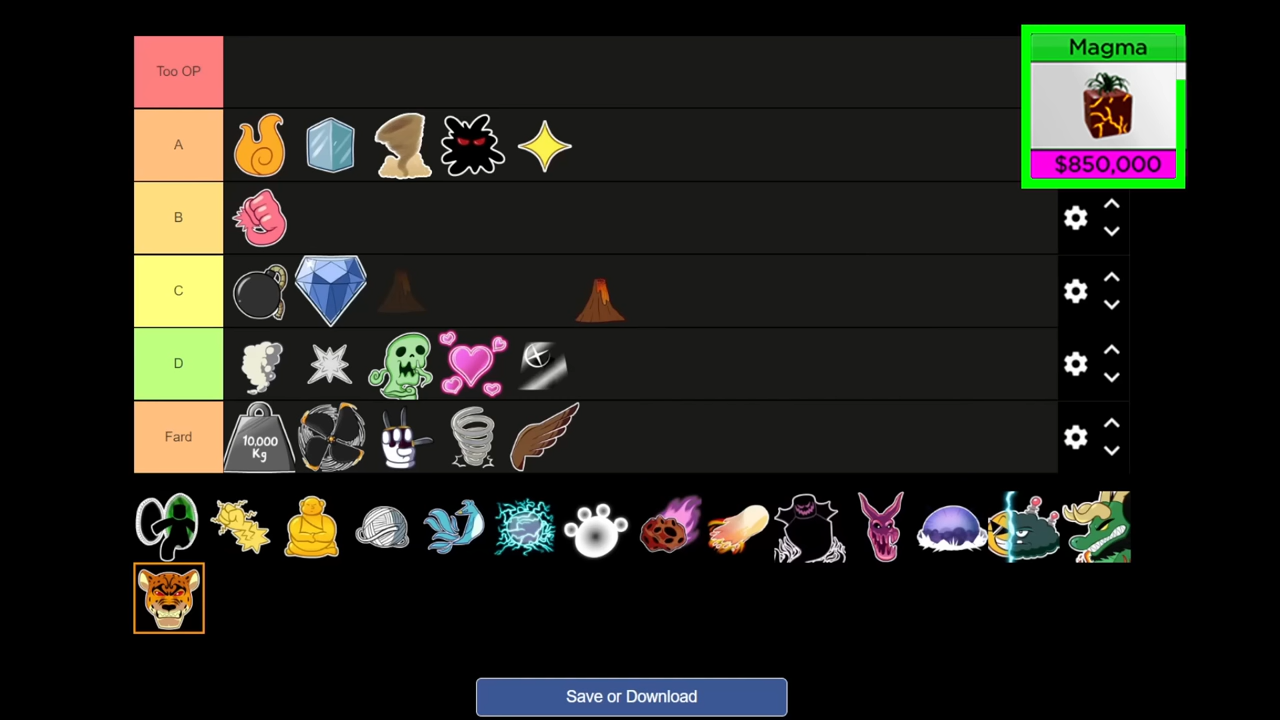 Too OP
Magma
$850,000
A
B
C
D
Fard
10,000
Kg
Save or Download